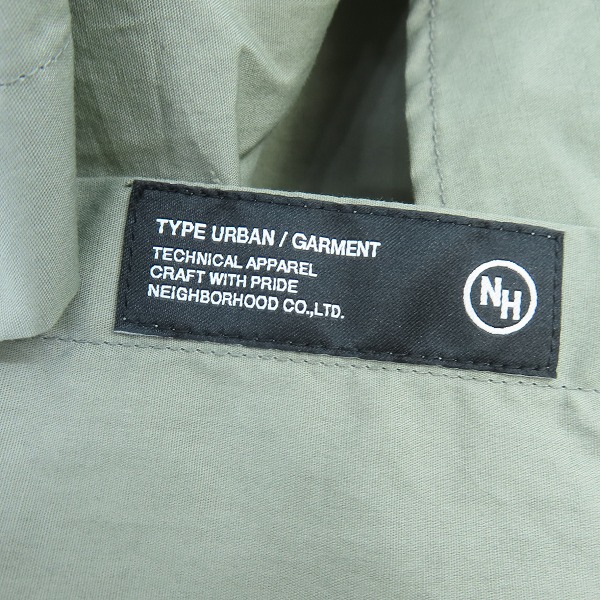 TYPE URBAN / GARMENT
TECHNICAL APPAREL
CRAFT WITH PRIDE
NEIGHBORHOOD CO.,LTD.
NH